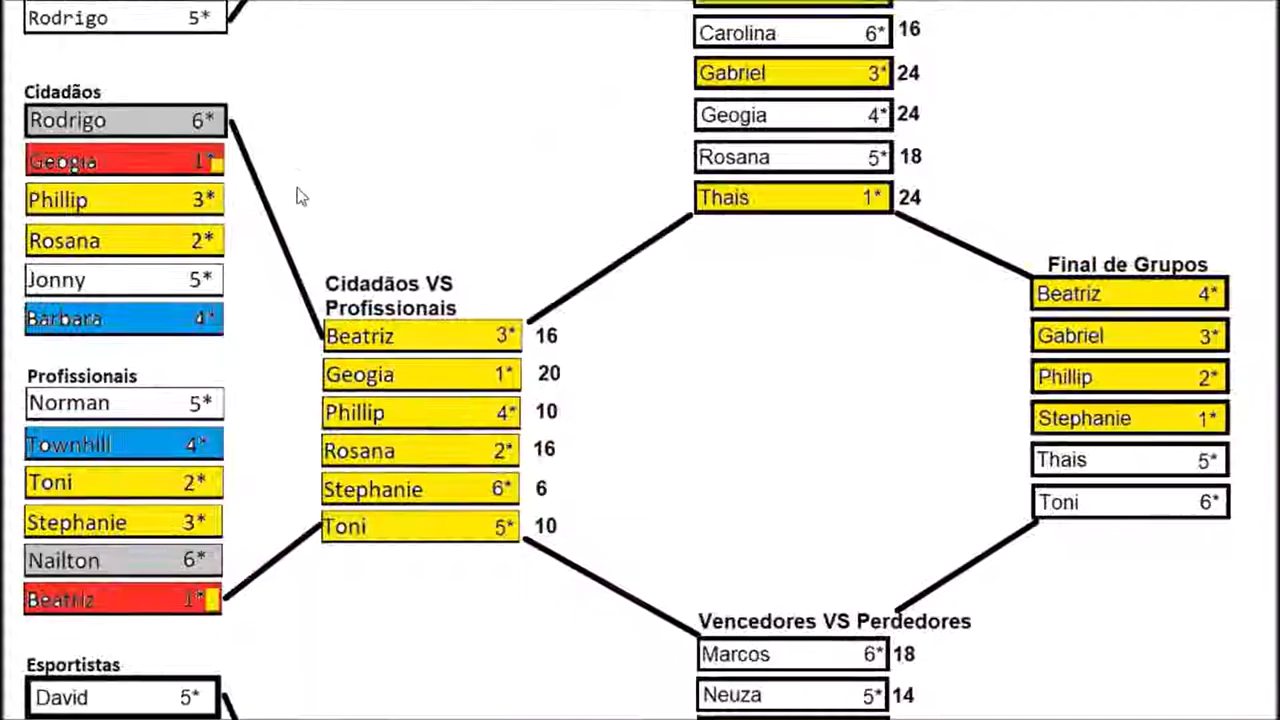 Rodrigo 5*
Cidadãos
Rodrigo 6*
Geogia 1*
Phillip 3*
Rosana 2*
Jonny 5*
Barbara 4*
Profissionais
Norman 5*
Townhill 4*
Toni 2*
Stephanie 3*
Nailton 6*
Beatriz 1*
Esportistas
David 5*
Cidadãos VS
Profissionais
Beatriz 3* 16
Geogia 1* 20
Phillip 4* 10
Rosana 2* 16
Stephanie 6* 6
Toni 5* 10
Carolina 6* 16
Gabriel 3* 24
Geogia 4* 24
Rosana 5* 18
Thais 1* 24
Vencedores VS Perdedores
Marcos 6* 18
Neuza 5* 14
Final de Grupos
Beatriz 4*
Gabriel 3*
Phillip 2*
Stephanie 1*
Thais 5*
Toni 6*